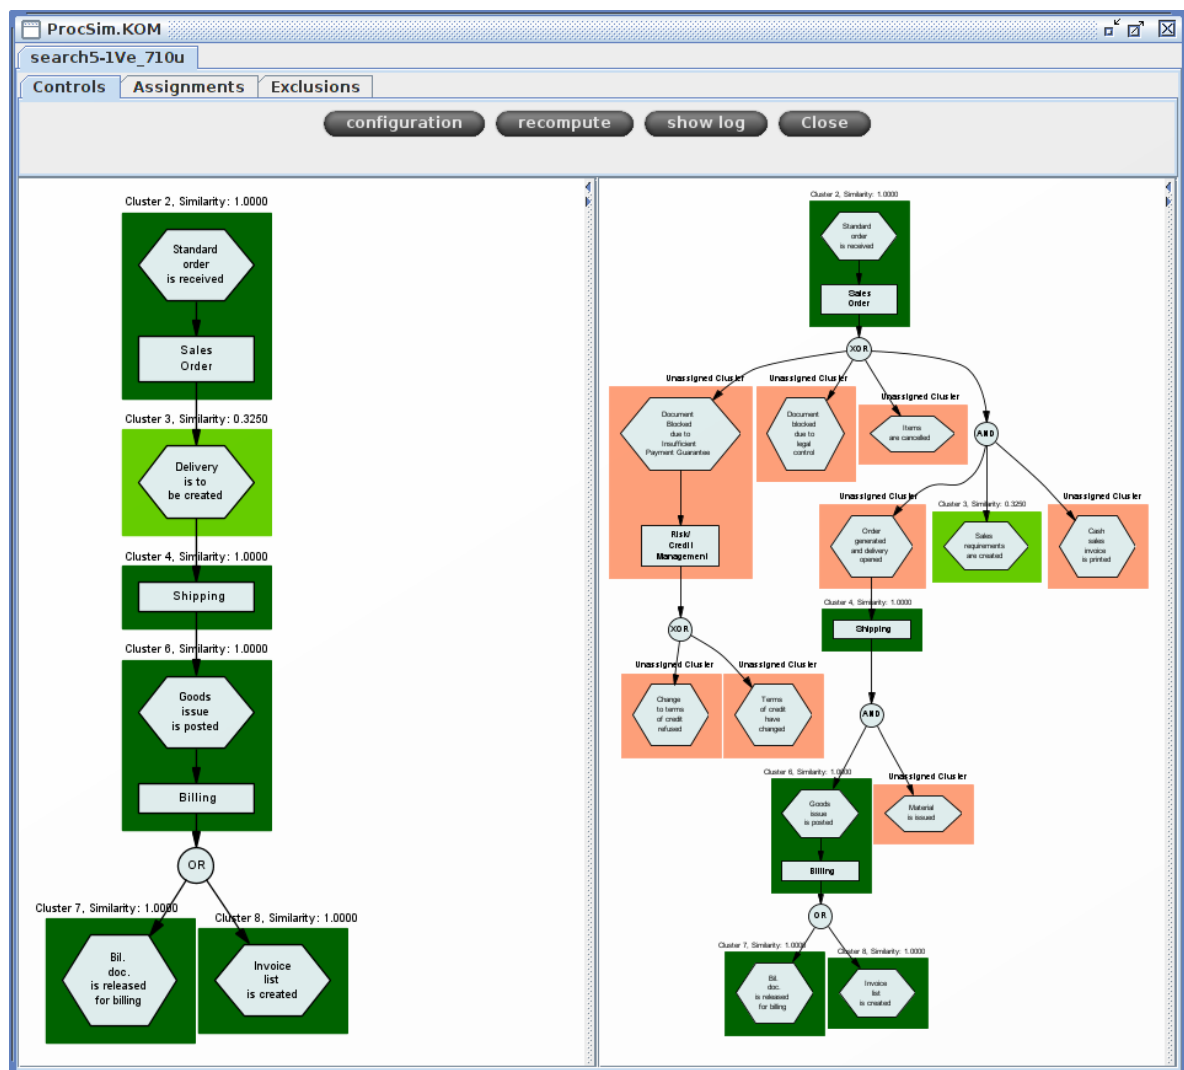 ProcSim.KOM
search5-1Ve_710u
Controls
Assignments
Exclusions
configuration
recompute
show log
Close
Cluster 2, Similarity: 1.0000
Standard
order
is received
Sales
Order
Cluster 3, Similarity: 0.3250
Delivery
is to
be created
Cluster 4, Similarity: 1.0000
Shipping
Cluster 6, Similarity: 1.0000
Goods
issue
is posted
Billing
OR
Cluster 7, Similarity: 1.0000
Bil.
doc.
is released
for billing
Cluster 8, Similarity: 1.0000
Invoice
list
is created
Cluster 2, Similarity: 1.0000
Standard
order
is received
Sales
Order
XOR
Unassigned Cluster
Document
Blocked
due to
Insufficient
Payment Guarantee
Risk/
Credit
Management
Unassigned Cluster
Document
blocked
due to
legal
control
Unassigned Cluster
Items
are cancelled
AND
Unassigned Cluster
Order
generated
and delivery
opened
Cluster 3, Similarity: 0.3250
Sales
requirements
are created
Unassigned Cluster
Cash
sales
invoice
is printed
XOR
Unassigned Cluster
Change
to terms
of credit
refused
Unassigned Cluster
Terms
of credit
have
changed
Cluster 4, Similarity: 1.0000
Shipping
AND
Cluster 6, Similarity: 1.0000
Goods
issue
is posted
Billing
Unassigned Cluster
Material
is issued
OR
Cluster 7, Similarity: 1.0000
Bil.
doc.
is released
for billing
Cluster 8, Similarity: 1.0000
Invoice
list
is created